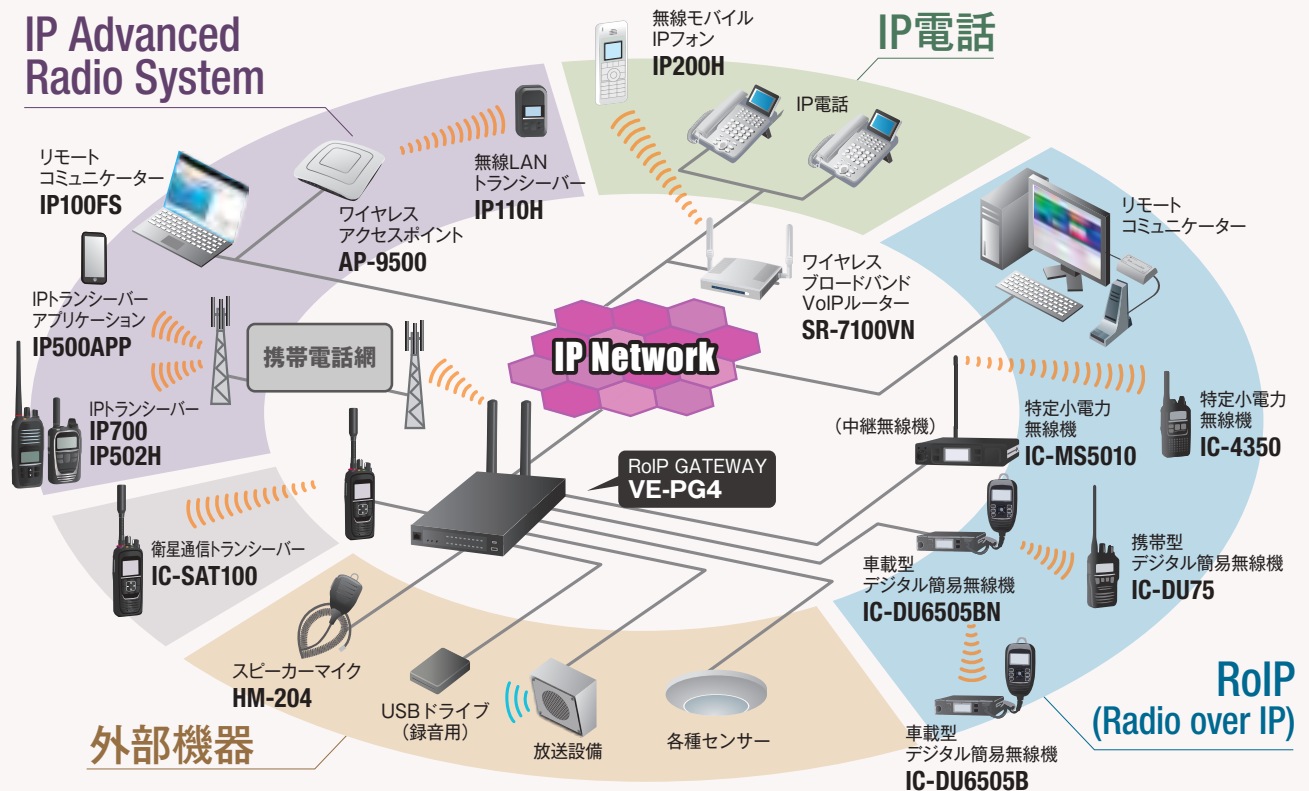 IP Advanced
Radio System
IP電話
無線モバイル
IPフォン
IP200H
IP電話
リモート
コミュニケーター
IP100FS
無線LAN
トランシーバー
IP110H
ワイヤレス
アクセスポイント
AP-9500
リモート
コミュニケーター
ワイヤレス
ブロードバンド
VoIPルーター
SR-7100VN
IPトランシーバー
アプリケーション
IP500APP
携帯電話網
IP Network
IPトランシーバー
IP700
IP502H
(中継無線機)
特定小電力
無線機
IC-MS5010
特定小電力
無線機
IC-4350
RoIP GATEWAY
VE-PG4
衛星通信トランシーバー
IC-SAT100
車載型
デジタル簡易無線機
IC-DU6505BN
携帯型
デジタル簡易無線機
IC-DU75
スピーカーマイク
HM-204
USBドライブ
(録音用)
放送設備
各種センサー
車載型
デジタル簡易無線機
IC-DU6505B
外部機器
RoIP
(Radio over IP)